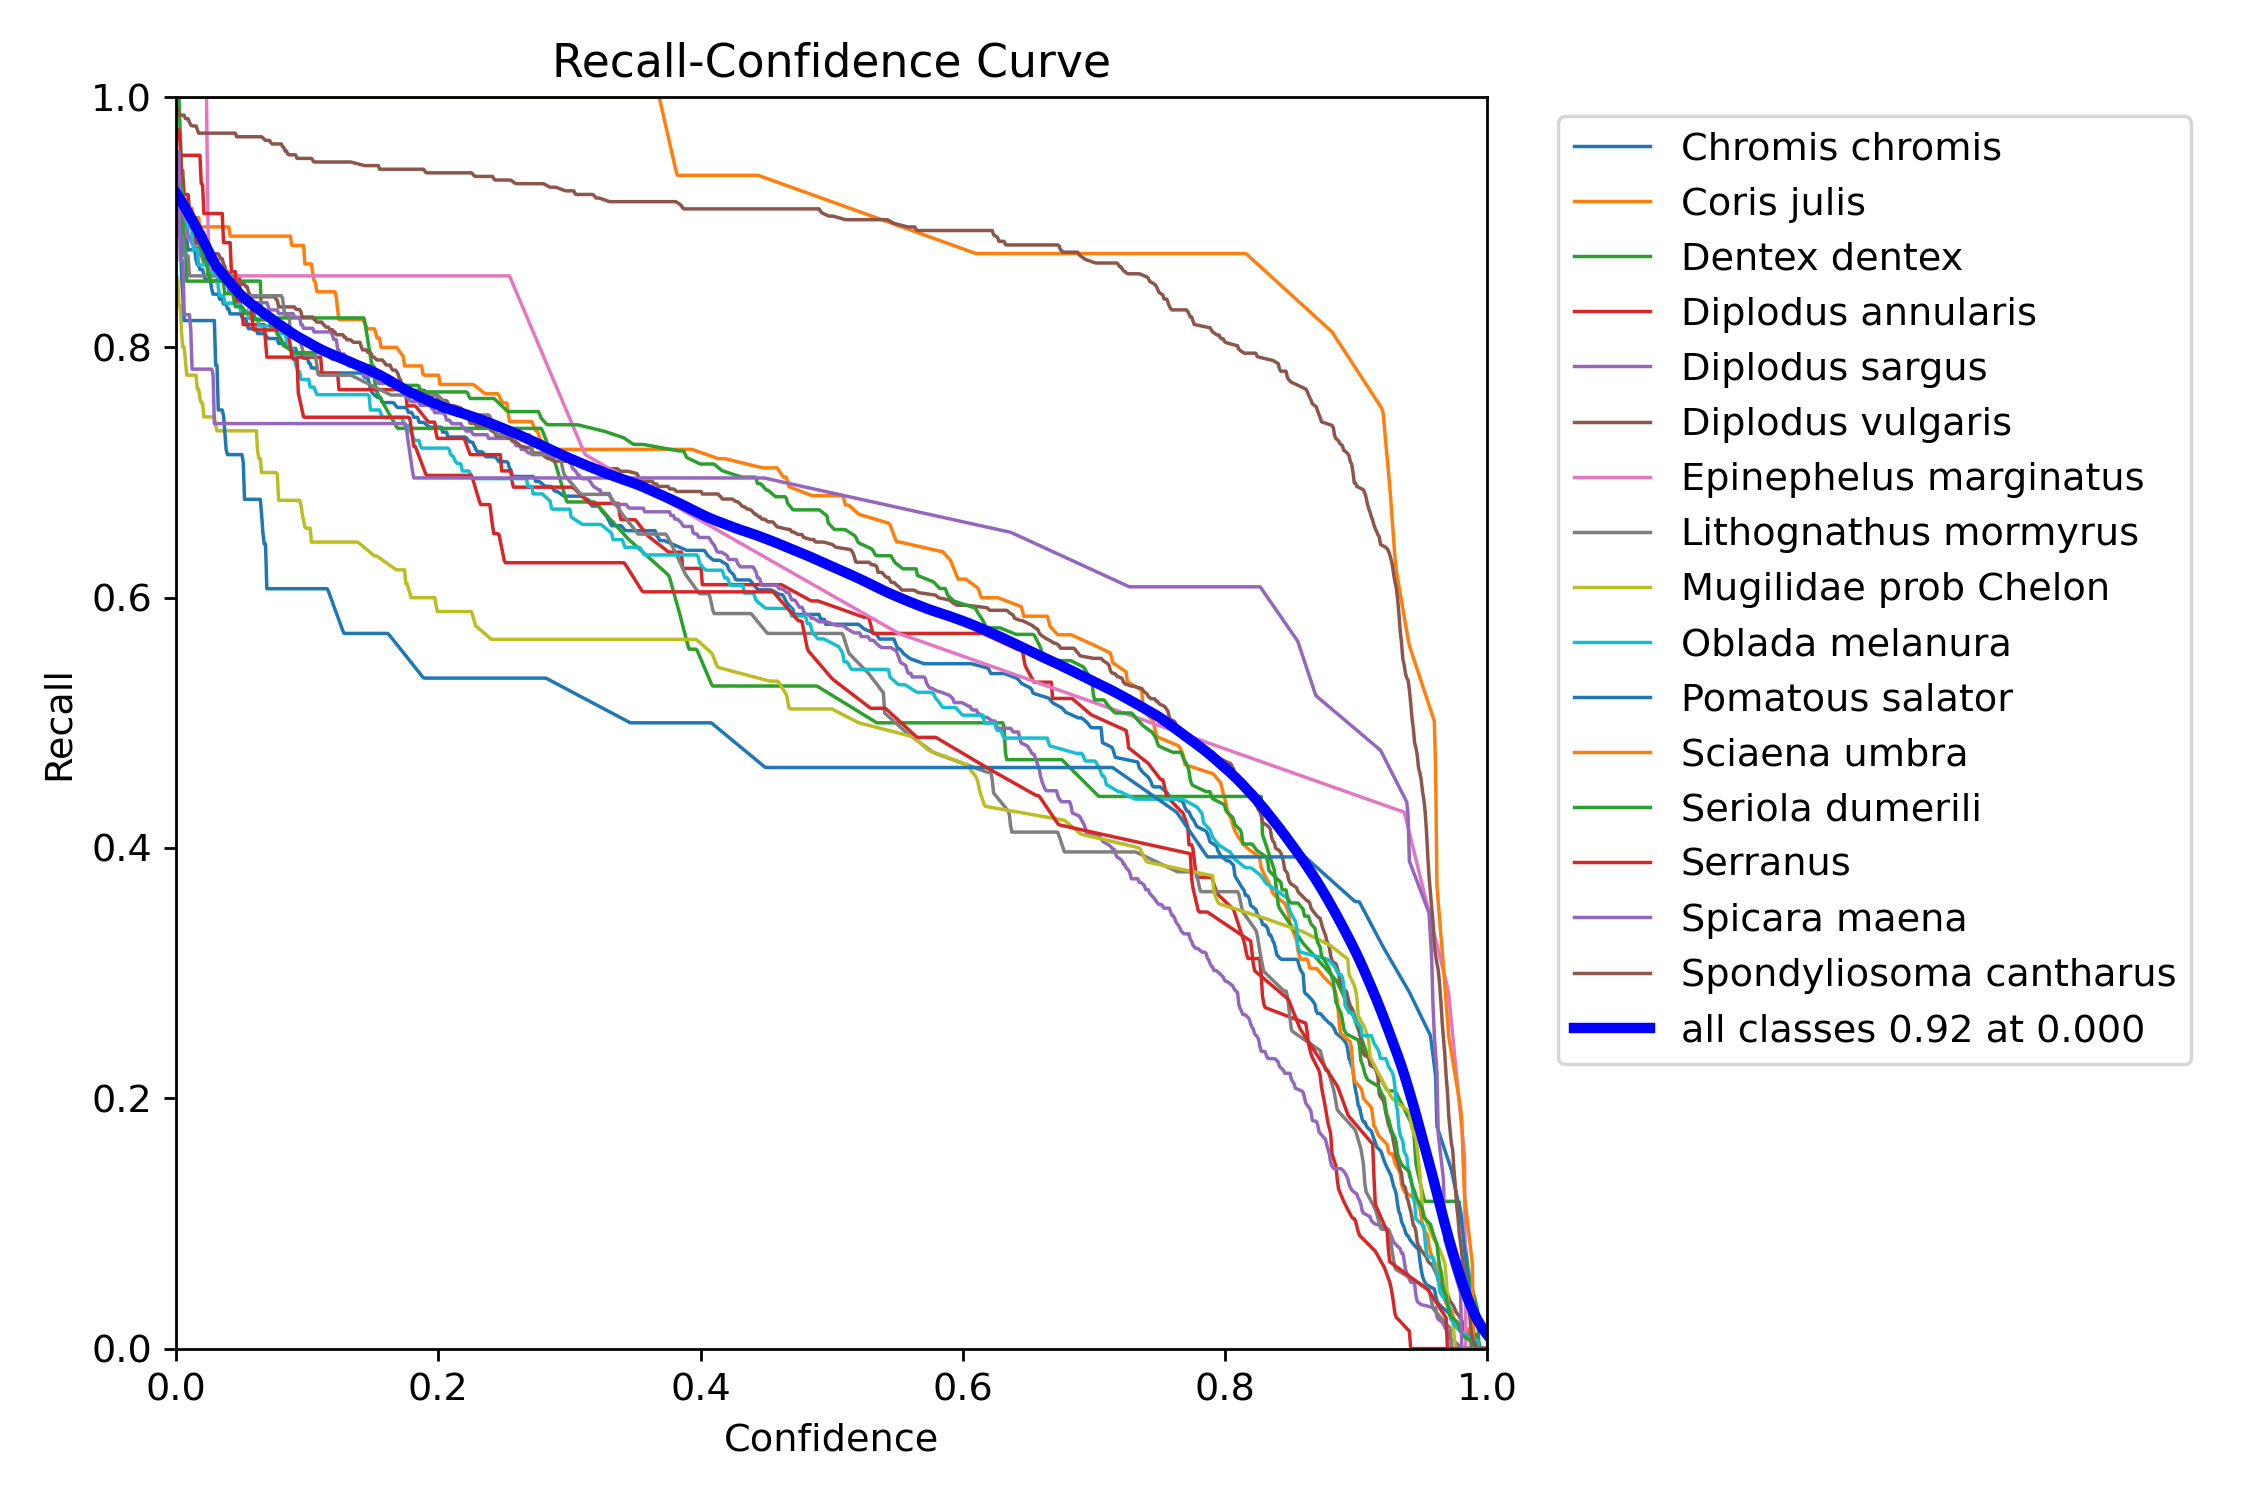 Recall-Confidence Curve
1.0
0.8
0.6
0.4
0.2
0.0
Recall
0.0 0.2 0.4 0.6 0.8 1.0
Confidence
Chromis chromis
Coris julis
Dentex dentex
Diplodus annularis
Diplodus sargus
Diplodus vulgaris
Epinephelus marginatus
Lithognathus mormyrus
Mugilidae prob Chelon
Oblada melanura
Pomatous salator
Sciaena umbra
Seriola dumerili
Serranus
Spicara maena
Spondyliosoma cantharus
all classes 0.92 at 0.000